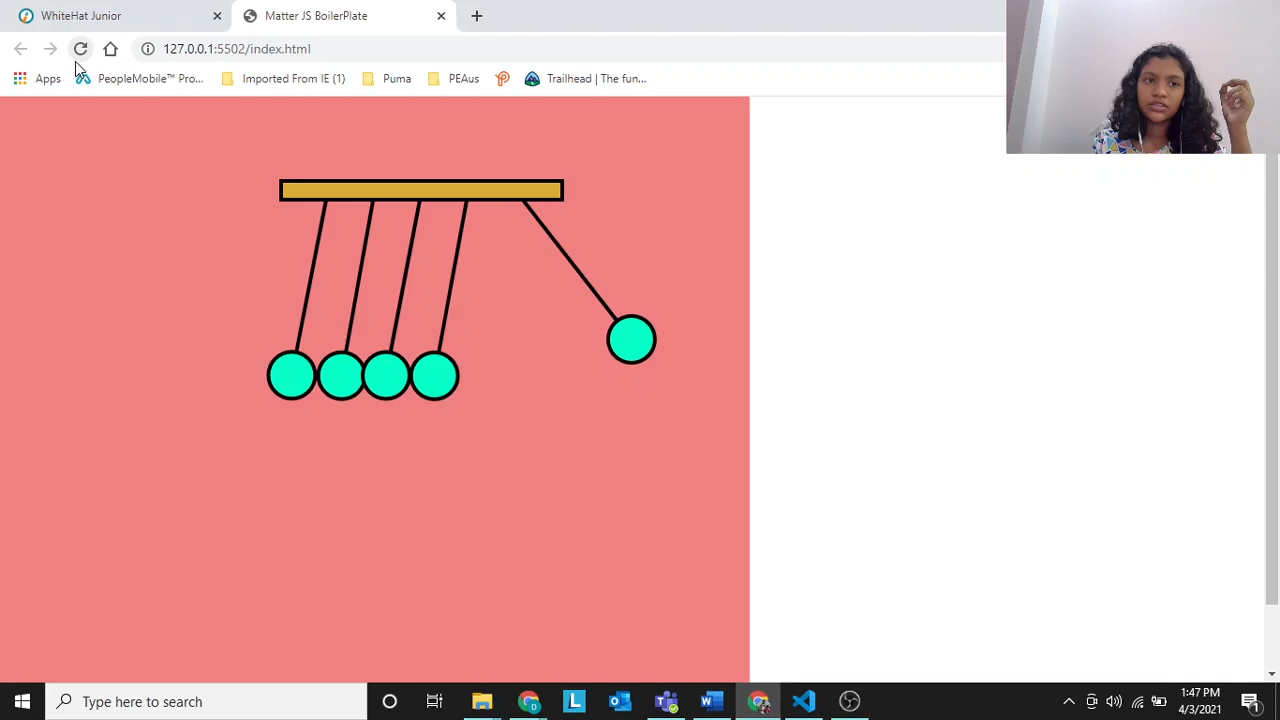 WhiteHat Junior
Matter JS BoilerPlate
127.0.0.1:5502/index.html
Apps
PeopleMobile™ Pro...
Imported From IE (1)
Puma
PEAus
Trailhead | The fun...
Type here to search
1:47 PM
4/3/2021